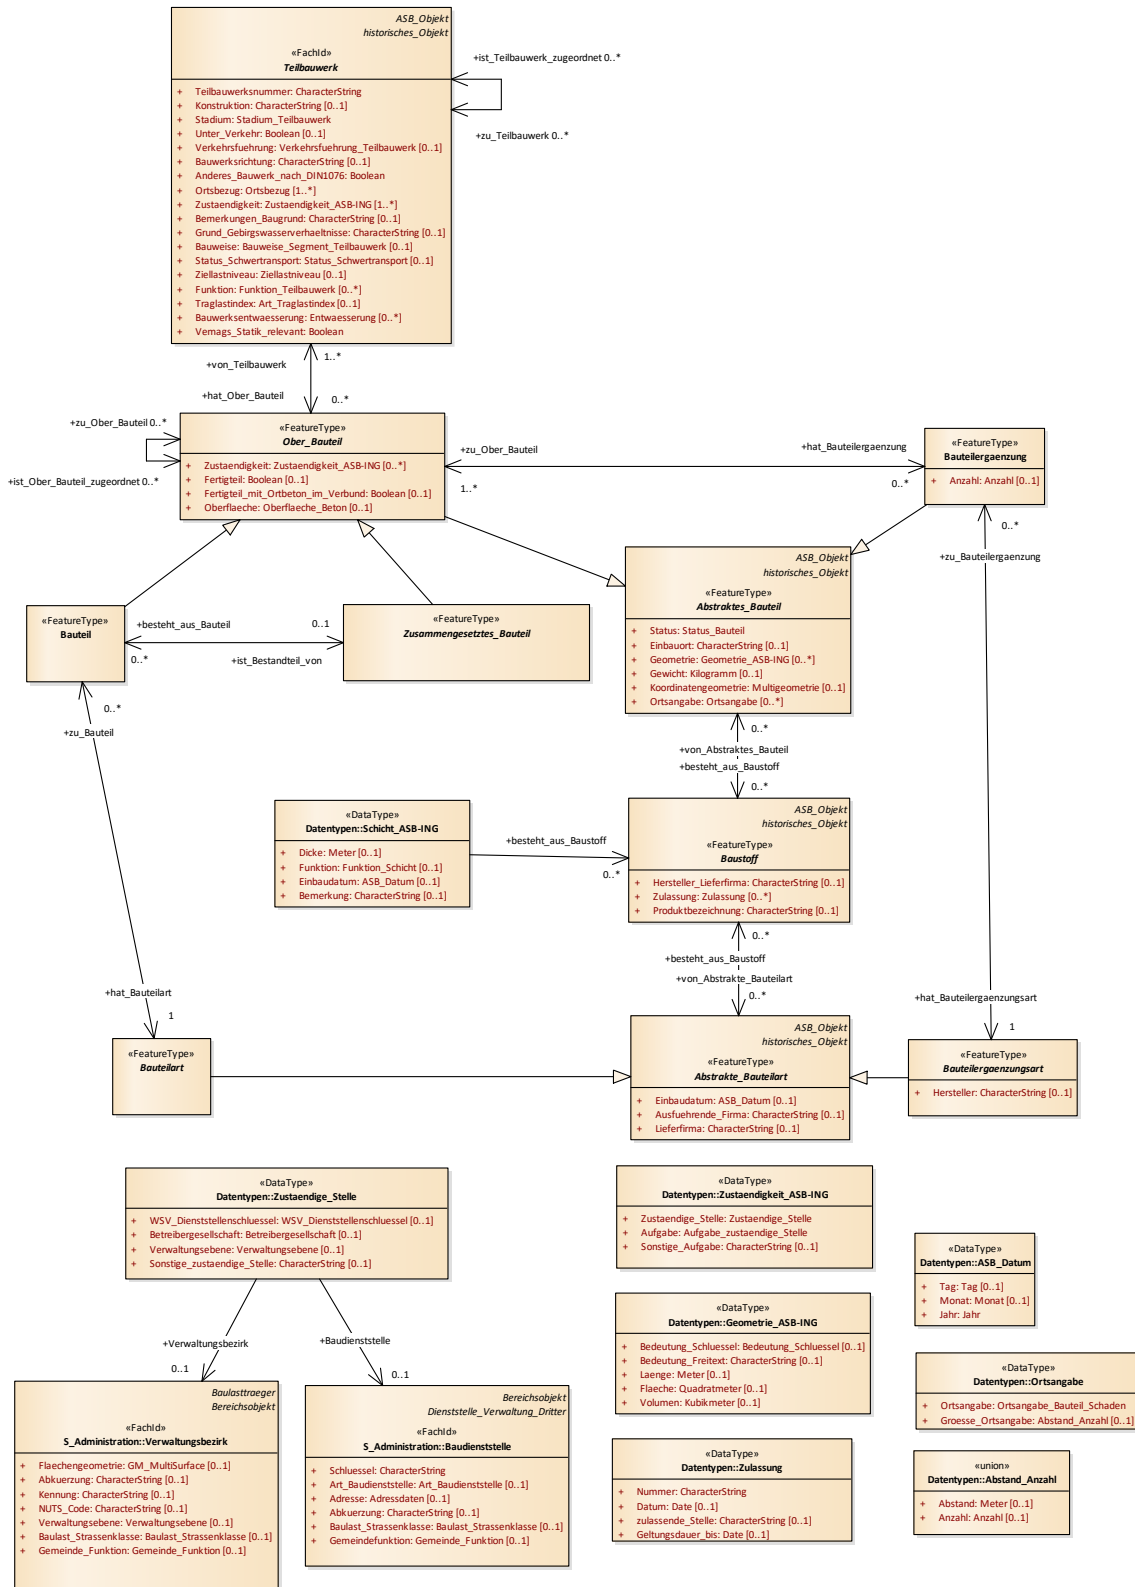 ASB_Objekt
historisches_Objekt
«FachId»
Teilbauwerk
+ Teilbauwerksnummer: CharacterString
+ Konstruktion: CharacterString [0..1]
+ Stadium: Stadium_Teilbauwerk
+ Unter_Verkehr: Boolean [0..1]
+ Verkehrsfuehrung: Verkehrsfuehrung_Teilbauwerk [0..1]
+ Bauwerksrichtung: CharacterString [0..1]
+ Anderes_Bauwerk_nach_DIN1076: Boolean
+ Ortsbezug: Ortsbezug [1..*]
+ Zustaendigkeit: Zustaendigkeit_ASB-ING [1..*]
+ Bemerkungen_Baugrund: CharacterString [0..1]
+ Grund_Gebirgswasserverhaeltnisse: CharacterString [0..1]
+ Bauweise: Bauweise_Segment_Teilbauwerk [0..1]
+ Status_Schwertransport: Status_Schwertransport [0..1]
+ Ziellastniveau: Ziellastniveau [0..1]
+ Funktion: Funktion_Teilbauwerk [0..*]
+ Traglastindex: Art_Traglastindex [0..1]
+ Bauwerksentwaesserung: Entwaesserung [0..*]
+ Vernags_Statik_relevant: Boolean
+ist_Teilbauwerk_zugeordnet 0..*
+zu_Teilbauwerk 0..*
1..*
+von_Teilbauwerk
+hat_Ober_Bauteil
0..*
«FeatureType»
Ober_Bauteil
+ Zustaendigkeit: Zustaendigkeit_ASB-ING [0..*]
+ Fertigteil: Boolean [0..1]
+ Fertigteil_mit_Ortbeton_im_Verbund: Boolean [0..1]
+ Oberflaeche: Oberflaeche_Beton [0..1]
+zu_Ober_Bauteil 0..*
+ist_Ober_Bauteil_zugeordnet 0..*
+zu_Ober_Bauteil
1..*
+hat_Bauteilergaenzung
0..*
«FeatureType»
Bauteilergaenzung
+ Anzahl: Anzahl [0..1]
0..*
+zu_Bauteilergaenzung
ASB_Objekt
historisches_Objekt
«FeatureType»
Abstraktes_Bauteil
+ Status: Status_Bauteil
+ Einbauort: CharacterString [0..1]
+ Geometrie: Geometrie_ASB-ING [0..*]
+ Gewicht: Kilogramm [0..1]
+ Koordinatengeometrie: Multigeometrie [0..1]
+ Ortsangabe: Ortsangabe [0..*]
«FeatureType»
Bauteil
+besteht_aus_Bauteil
0..*
0..1
+ist_Bestandteil_von
«FeatureType»
Zusammengesetztes_Bauteil
0..*
+zu_Bauteil
0..*
+von_Abstraktes_Bauteil
+besteht_aus_Baustoff
0..*
«DataType»
Datentypen::Schicht_ASB-ING
+ Dicke: Meter [0..1]
+ Funktion: Funktion_Schicht [0..1]
+ Einbaudatum: ASB_Datum [0..1]
+ Bemerkung: CharacterString [0..1]
+besteht_aus_Baustoff
0..*
ASB_Objekt
historisches_Objekt
«FeatureType»
Baustoff
+ Hersteller_Lieferfirma: CharacterString [0..1]
+ Zulassung: Zulassung [0..*]
+ Produktbezeichnung: CharacterString [0..1]
0..*
+besteht_aus_Baustoff
+von_Abstrakte_Bauteilart
0..*
+hat_Bauteilart
1
+hat_Bauteilergaenzungsart
1
«FeatureType»
Bauteilart
ASB_Objekt
historisches_Objekt
«FeatureType»
Abstrakte_Bauteilart
+ Einbaudatum: ASB_Datum [0..1]
+ Ausfuehrende_Firma: CharacterString [0..1]
+ Lieferfirma: CharacterString [0..1]
«FeatureType»
Bauteilergaenzungsart
+ Hersteller: CharacterString [0..1]
«DataType»
Datentypen::Zustaendige_Stelle
+ WSV_Dienststellenschluessel: WSV_Dienststellenschluessel [0..1]
+ Betreibergesellschaft: Betreibergesellschaft [0..1]
+ Verwaltungsebene: Verwaltungsebene [0..1]
+ Sonstige_zustaendige_Stelle: CharacterString [0..1]
+Verwaltungsbezirk
0..1
+Baudienststelle
0..1
«DataType»
Datentypen::Zustaendigkeit_ASB-ING
+ Zustaendige_Stelle: Zustaendige_Stelle
+ Aufgabe: Aufgabe_zustaendige_Stelle
+ Sonstige_Aufgabe: CharacterString [0..1]
«DataType»
Datentypen::ASB_Datum
+ Tag: Tag [0..1]
+ Monat: Monat [0..1]
+ Jahr: Jahr
«DataType»
Datentypen::Geometrie_ASB-ING
+ Bedeutung_Schluessel: Bedeutung_Schluessel [0..1]
+ Bedeutung_Freitext: CharacterString [0..1]
+ Laenge: Meter [0..1]
+ Flaeche: Quadratmeter [0..1]
+ Volumen: Kubikmeter [0..1]
«DataType»
Datentypen::Ortsangabe
+ Ortsangabe: Ortsangabe_Bauteil_Schaden
+ Groesse_Ortsangabe: Abstand_Anzahl [0..1]
Baulasttraeger
Bereichsobjekt
«FachId»
S_Administration::Verwaltungsbezirk
+ Flaechengeometrie: GM_MultiSurface [0..1]
+ Abkuerzung: CharacterString [0..1]
+ Kennung: CharacterString [0..1]
+ NUTS_Code: CharacterString [0..1]
+ Verwaltungsebene: Verwaltungsebene [0..1]
+ Baulast_Strassenklasse: Baulast_Strassenklasse [0..1]
+ Gemeinde_Funktion: Gemeinde_Funktion [0..1]
Bereichsobjekt
Dienststelle_Verwaltung_Dritter
«FachId»
S_Administration::Baudienststelle
+ Schluessel: CharacterString
+ Art_Baudienststelle: Art_Baudienststelle [0..1]
+ Adresse: Adressdaten [0..1]
+ Abkuerzung: CharacterString [0..1]
+ Baulast_Strassenklasse: Baulast_Strassenklasse [0..1]
+ Gemeindefunktion: Gemeinde_Funktion [0..1]
«DataType»
Datentypen::Zulassung
+ Nummer: CharacterString
+ Datum: Date [0..1]
+ zulassende_Stelle: CharacterString [0..1]
+ Geltungsdauer_bis: Date [0..1]
«union»
Datentypen::Abstand_Anzahl
+ Abstand: Meter [0..1]
+ Anzahl: Anzahl [0..1]